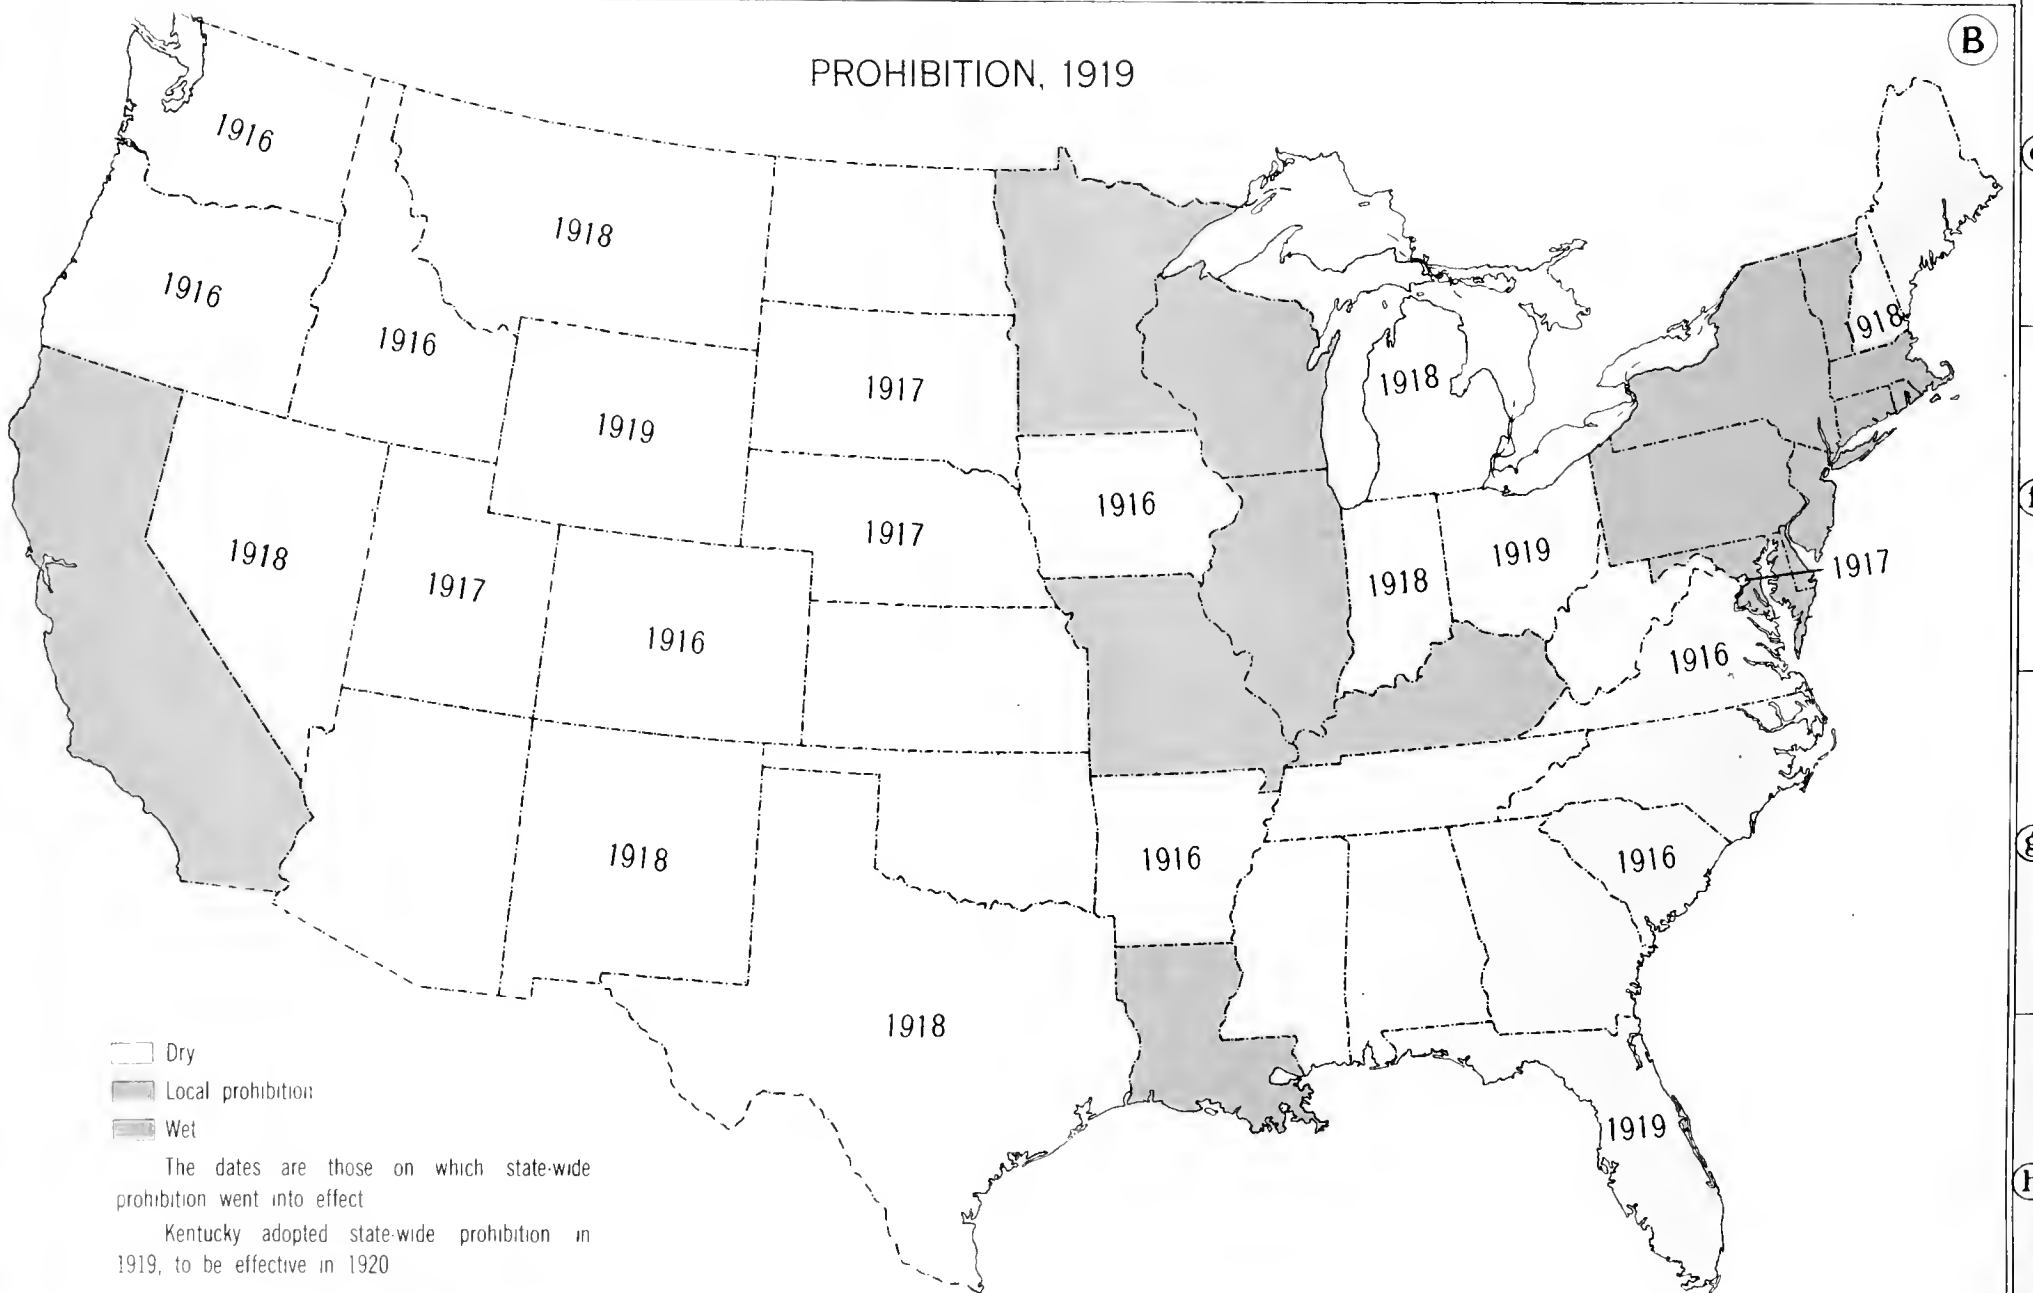 B
PROHIBITION, 1919
1916
1918
1916
1918
1916
1918
1917
1919
1916
1917
1918
1919
1917
1918
1917
1916
1916
1918
1916
1916
1918
1918
1919
Dry
Local prohibition
Wet
The dates are those on which state-wide
prohibition went into effect
Kentucky adopted state-wide prohibition in
1919, to be effective in 1920
g